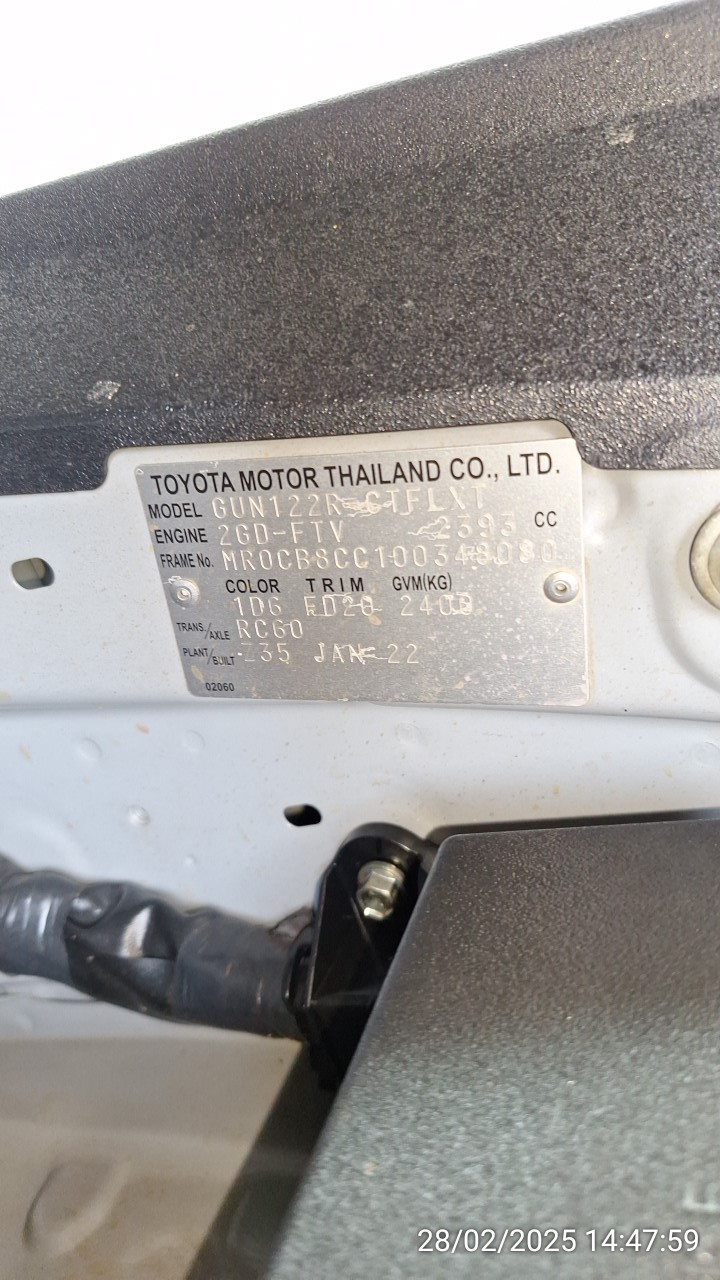 TOYOTA MOTOR THAILAND CO., LTD.
MODEL GUN122R-CTFLXT
ENGINE 2GD-FTV 2393 CC
FRAME No. MR0CB8CC100348080
COLOR TRIM GVM(KG)
1D6 FD20 2400
TRANS./AXLE RC60
PLANT/BUILT Z35 JAN 22
02060
28/02/2025 14:47:59